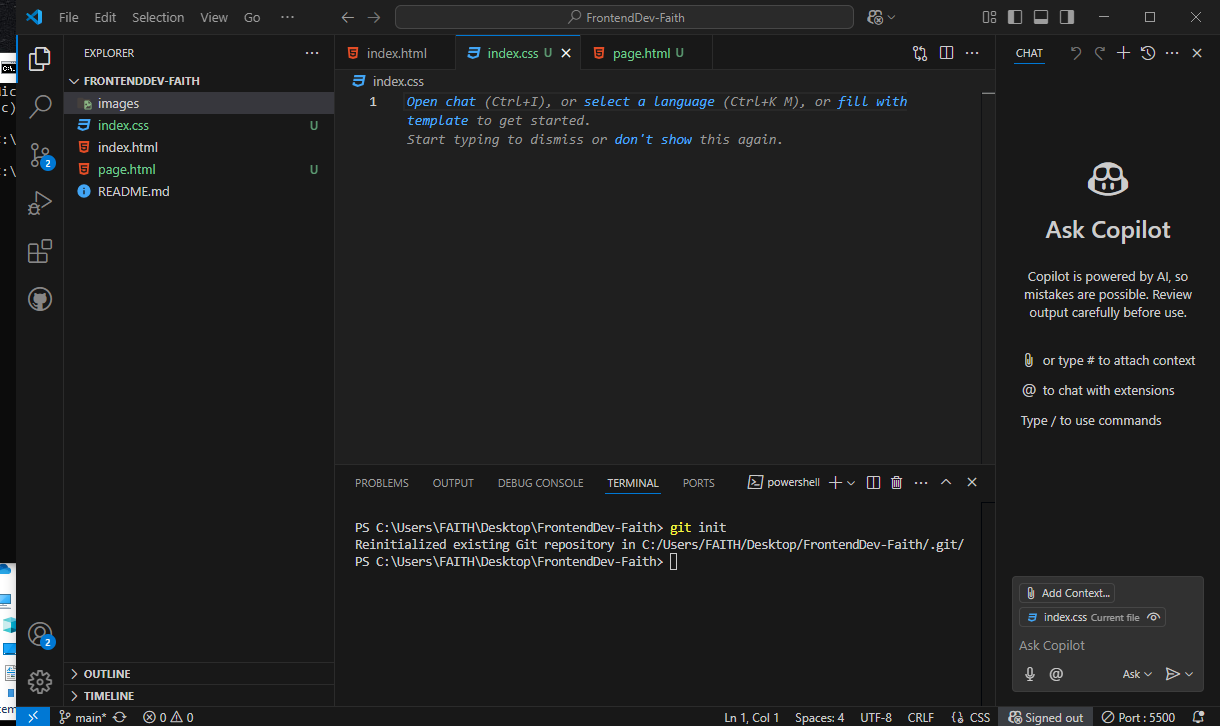 File Edit Selection View Go ··· FrontendDev-Faith
EXPLORER ···
FRONTENDDEV-FAITH
images
index.css U
index.html
page.html U
README.md
OUTLINE
TIMELINE
2
2
index.html index.css U page.html U ···
index.css
1 Open chat (Ctrl+I), or select a language (Ctrl+K M), or fill with
template to get started.
Start typing to dismiss or don't show this again.
PROBLEMS OUTPUT DEBUG CONSOLE TERMINAL PORTS powershell ···
PS C:\Users\FAITH\Desktop\FrontendDev-Faith> git init
Reinitialized existing Git repository in C:/Users/FAITH/Desktop/FrontendDev-Faith/.git/
PS C:\Users\FAITH\Desktop\FrontendDev-Faith>
CHAT ···
Ask Copilot
Copilot is powered by AI, so
mistakes are possible. Review
output carefully before use.
or type # to attach context
@ to chat with extensions
Type / to use commands
Add Context...
index.css Current file
Ask Copilot
@ Ask
main* 0 0 Ln 1, Col 1 Spaces: 4 UTF-8 CRLF {} CSS Signed out Port : 5500